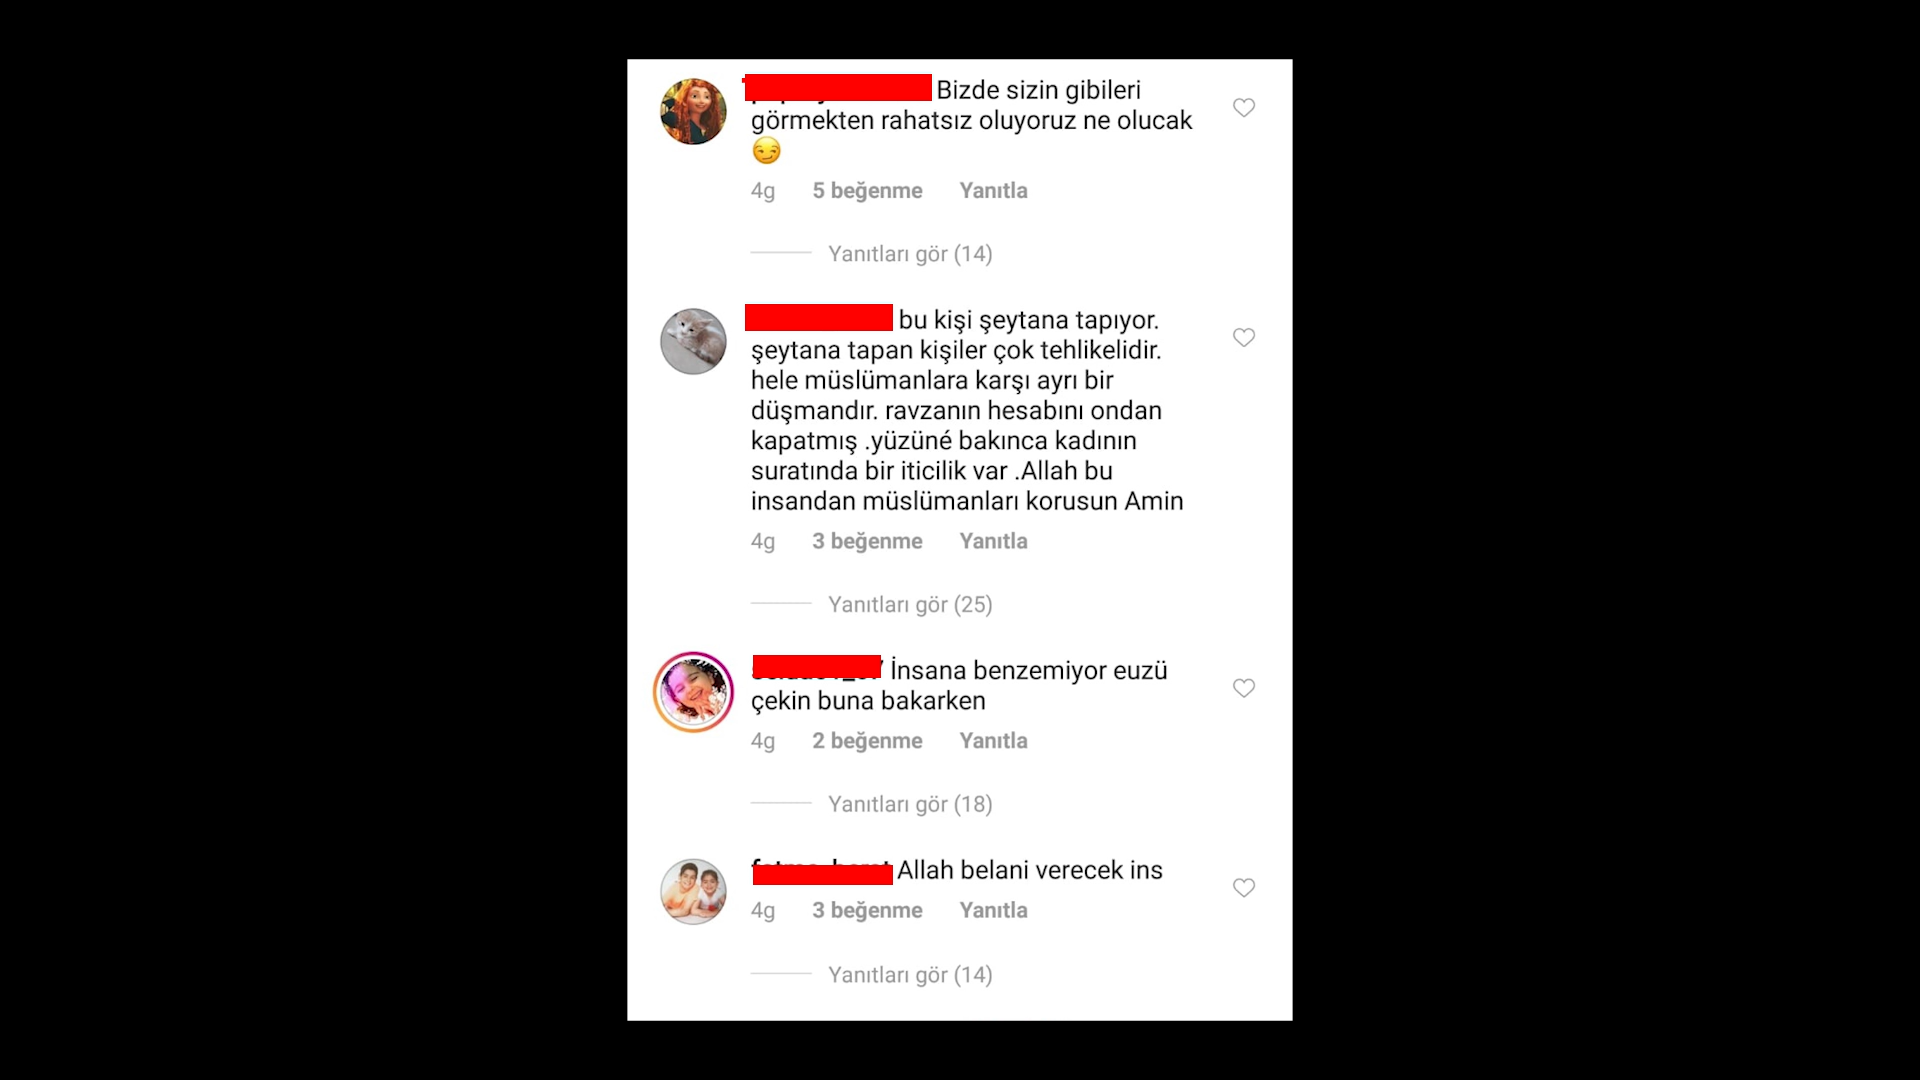 Bizde sizin gibileri
görmekten rahatsız oluyoruz ne olucak
😏
4g 5 beğenme Yanıtla
Yanıtları gör (14)
bu kişi şeytana tapıyor.
şeytana tapan kişiler çok tehlikelidir.
hele müslümanlara karşı ayrı bir
düşmandır. ravzanın hesabını ondan
kapatmış .yüzüné bakınca kadının
suratında bir iticilik var .Allah bu
insandan müslümanları korusun Amin
4g 3 beğenme Yanıtla
Yanıtları gör (25)
İnsana benzemiyor euzü
çekin buna bakarken
4g 2 beğenme Yanıtla
Yanıtları gör (18)
Allah belani verecek ins
4g 3 beğenme Yanıtla
Yanıtları gör (14)